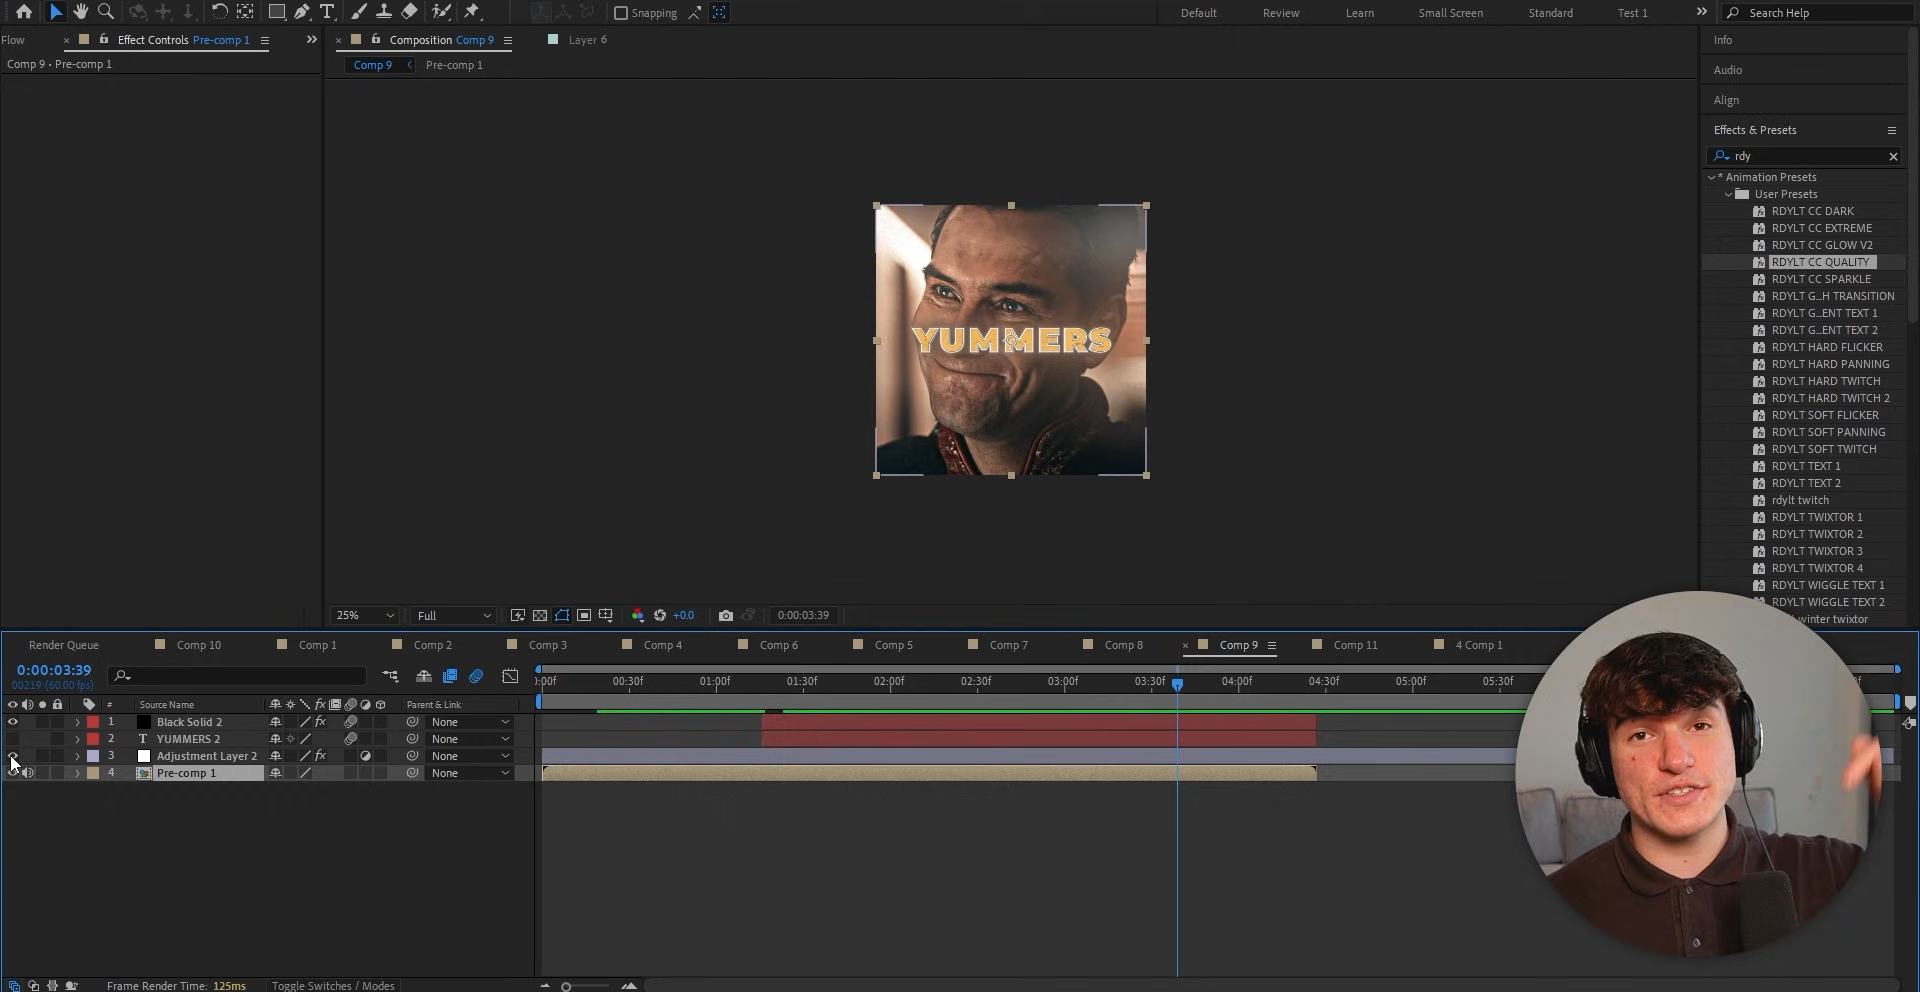 Snapping
Default
Review
Learn
Small Screen
Standard
Test 1
Search Help
Flow
Effect Controls Pre-comp 1
Composition Comp 9
Layer 6
Info
Comp 9 • Pre-comp 1
Comp 9
Pre-comp 1
Audio
Align
Effects & Presets
rdy
* Animation Presets
User Presets
RDYLT CC DARK
RDYLT CC EXTREME
RDYLT CC GLOW V2
RDYLT CC QUALITY
RDYLT CC SPARKLE
RDYLT G...H TRANSITION
RDYLT G...ENT TEXT 1
RDYLT G...ENT TEXT 2
RDYLT HARD FLICKER
RDYLT HARD PANNING
RDYLT HARD TWITCH
RDYLT HARD TWITCH 2
RDYLT SOFT FLICKER
RDYLT SOFT PANNING
RDYLT SOFT TWITCH
RDYLT TEXT 1
RDYLT TEXT 2
rdylt twitch
RDYLT TWIXTOR 1
RDYLT TWIXTOR 2
RDYLT TWIXTOR 3
RDYLT TWIXTOR 4
RDYLT WIGGLE TEXT 1
RDYLT WIGGLE TEXT 2
winter twixtor
YUMMERS
25%
Full
+0.0
0:00:03:39
Render Queue
Comp 10
Comp 1
Comp 2
Comp 3
Comp 4
Comp 6
Comp 5
Comp 7
Comp 8
Comp 9
Comp 11
4 Comp 1
0:00:03:39
00219 (60.00 fps)
:00f
00:30f
01:00f
01:30f
02:00f
02:30f
03:00f
03:30f
04:00f
04:30f
05:00f
05:30f
#
Source Name
fx
Parent & Link
1 Black Solid 2 fx None
2 T YUMMERS 2 None
3 Adjustment Layer 2 fx None
4 Pre-comp 1 None
Frame Render Time: 125ms
Toggle Switches / Modes